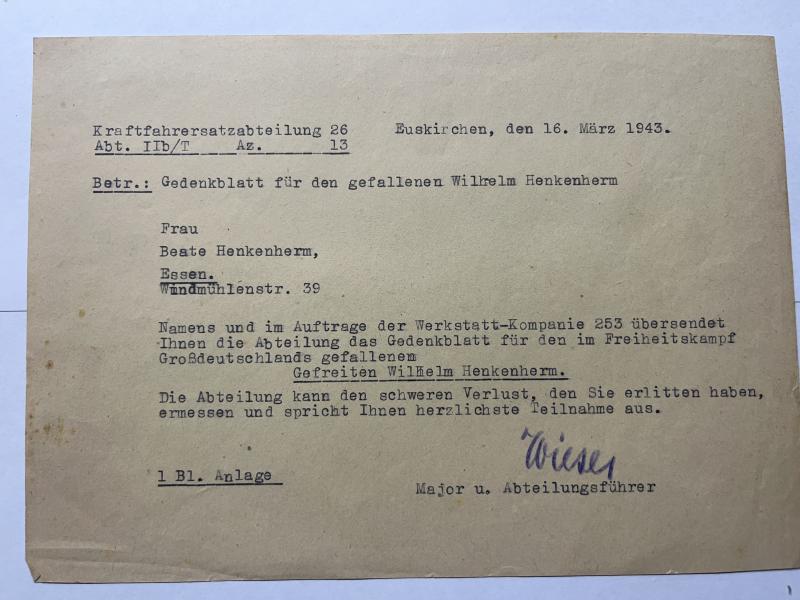 Kraftfahrersatzabteilung 26 Euskirchen, den 16. März 1943.
Abt. IIb/T Az. 13
Betr.: Gedenkblatt für den gefallenen Wilhelm Henkenherm
Frau
Beate Henkenherm,
Essen.
Windmühlenstr. 39
Namens und im Auftrage der Werkstatt-Kompanie 253 übersendet
Ihnen die Abteilung das Gedenkblatt für den im Freiheitskampf
Großdeutschlands gefallenen
Gefreiten Wilhelm Henkenherm.
Die Abteilung kann den schweren Verlust, den Sie erlitten haben,
ermessen und spricht Ihnen herzlichste Teilnahme aus.
Wieser
1 Bl. Anlage
Major u. Abteilungsführer